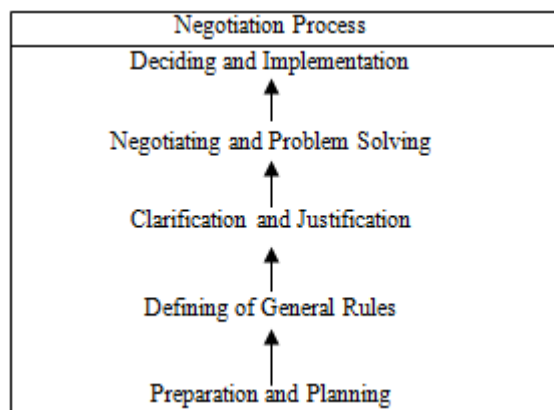 Negotiation Process
Deciding and Implementation
Negotiating and Problem Solving
Clarification and Justification
Defining of General Rules
Preparation and Planning